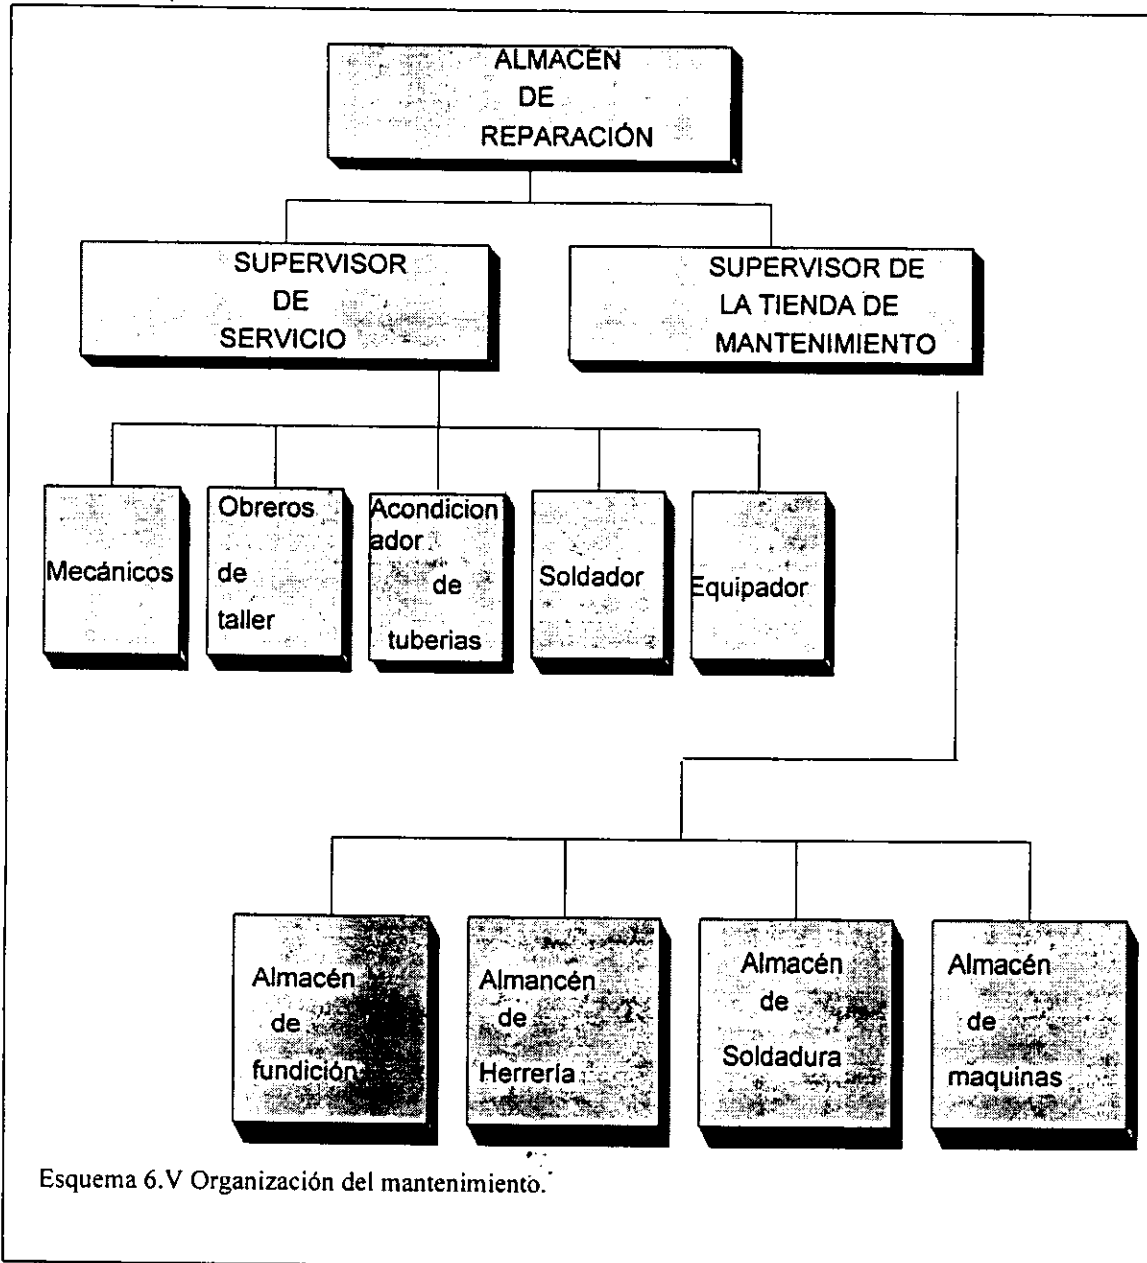 ALMACÉN
DE
REPARACIÓN
SUPERVISOR
DE
SERVICIO
SUPERVISOR DE
LA TIENDA DE
MANTENIMIENTO
Mecánicos
Obreros
de
taller
Acondicion
ador
de
tuberias
Soldador
Equipador
Almacén
de
fundición
Almancén
de
Herrería
Almacén
de
Soldadura
Almacén
de
maquinas
Esquema 6.V Organización del mantenimiento.